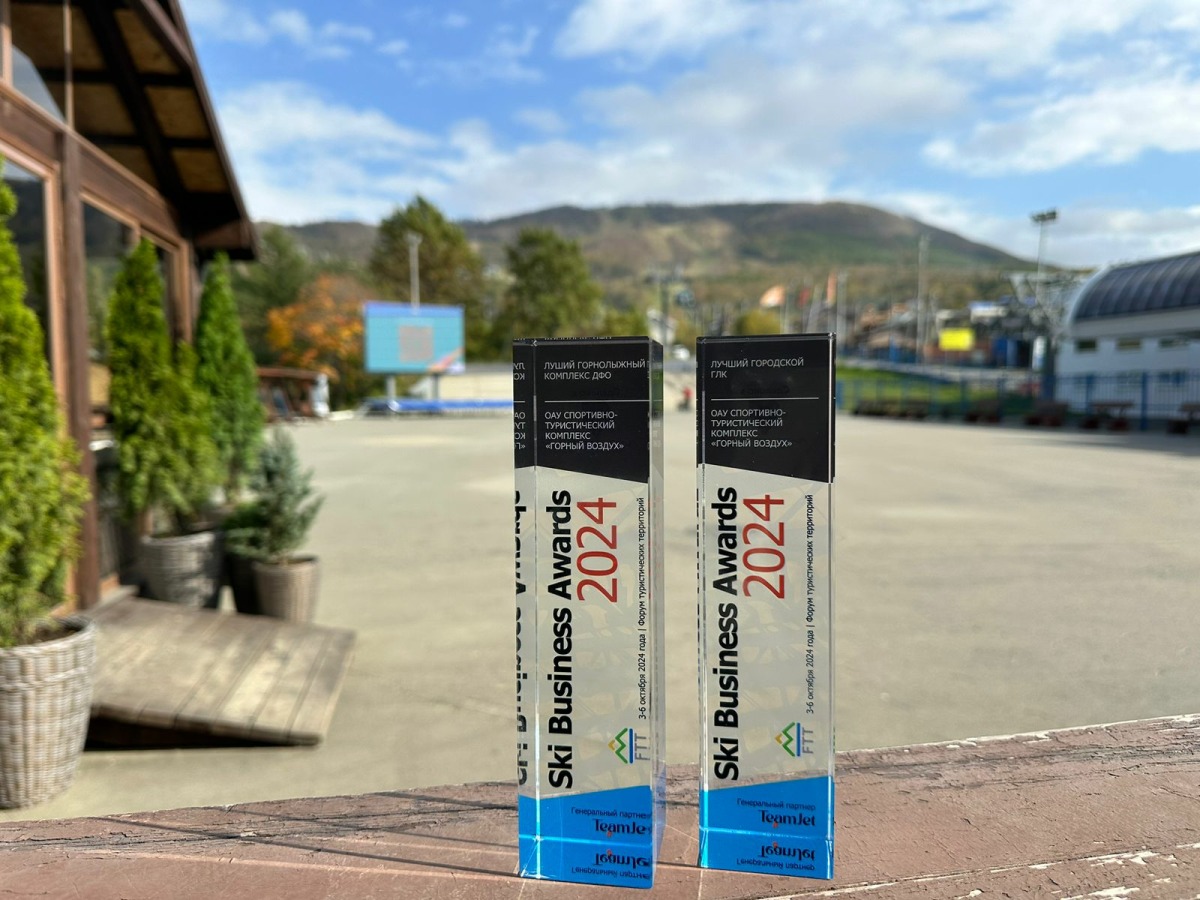 ЛУШИЙ ГОРНОЛЫЖНЫЙ
КОМПЛЕКС ДФО
ОАУ СПОРТИВНО-
ТУРИСТИЧЕСКИЙ
КОМПЛЕКС
«ГОРНЫЙ ВОЗДУХ»
Ski Business Awards
2024
3-6 октября 2024 года | Форум туристических территорий
FTT
Генеральный партнер
TeamJet
ЛУЧШИЙ ГОРОДСКОЙ
ГЛК
ОАУ СПОРТИВНО-
ТУРИСТИЧЕСКИЙ
КОМПЛЕКС
«ГОРНЫЙ ВОЗДУХ»
Ski Business Awards
2024
3-6 октября 2024 года | Форум туристических территорий
FTT
Генеральный партнер
TeamJet